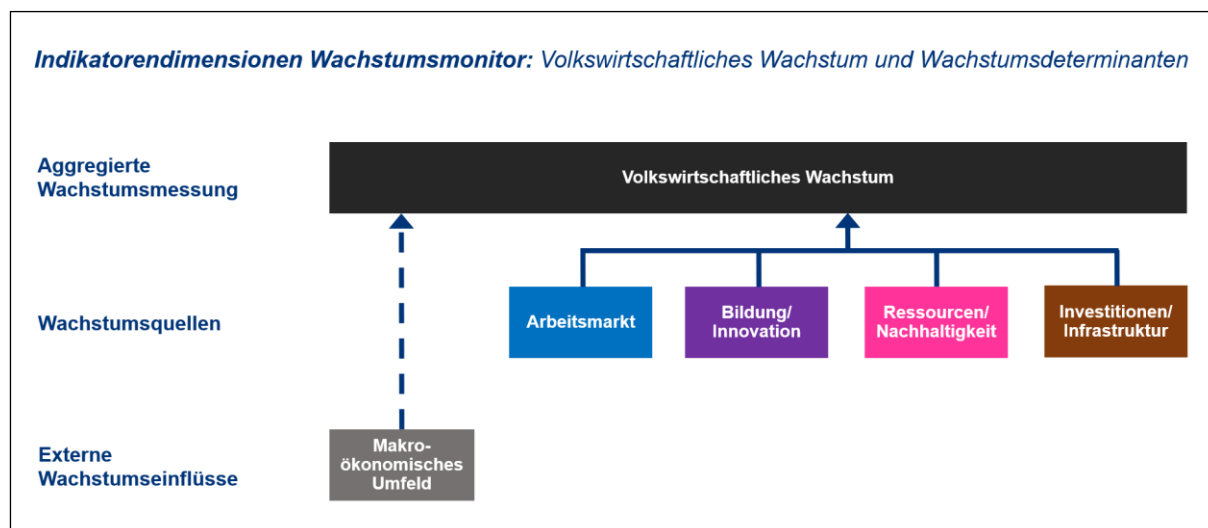 Indikatorendimensionen Wachstumsmonitor: Volkswirtschaftliches Wachstum und Wachstumsdeterminanten
Aggregierte
Wachstumsmessung
Volkswirtschaftliches Wachstum
Wachstumsquellen
Arbeitsmarkt
Bildung/
Innovation
Ressourcen/
Nachhaltigkeit
Investitionen/
Infrastruktur
Externe
Wachstumseinflüsse
Makro-
ökonomisches
Umfeld